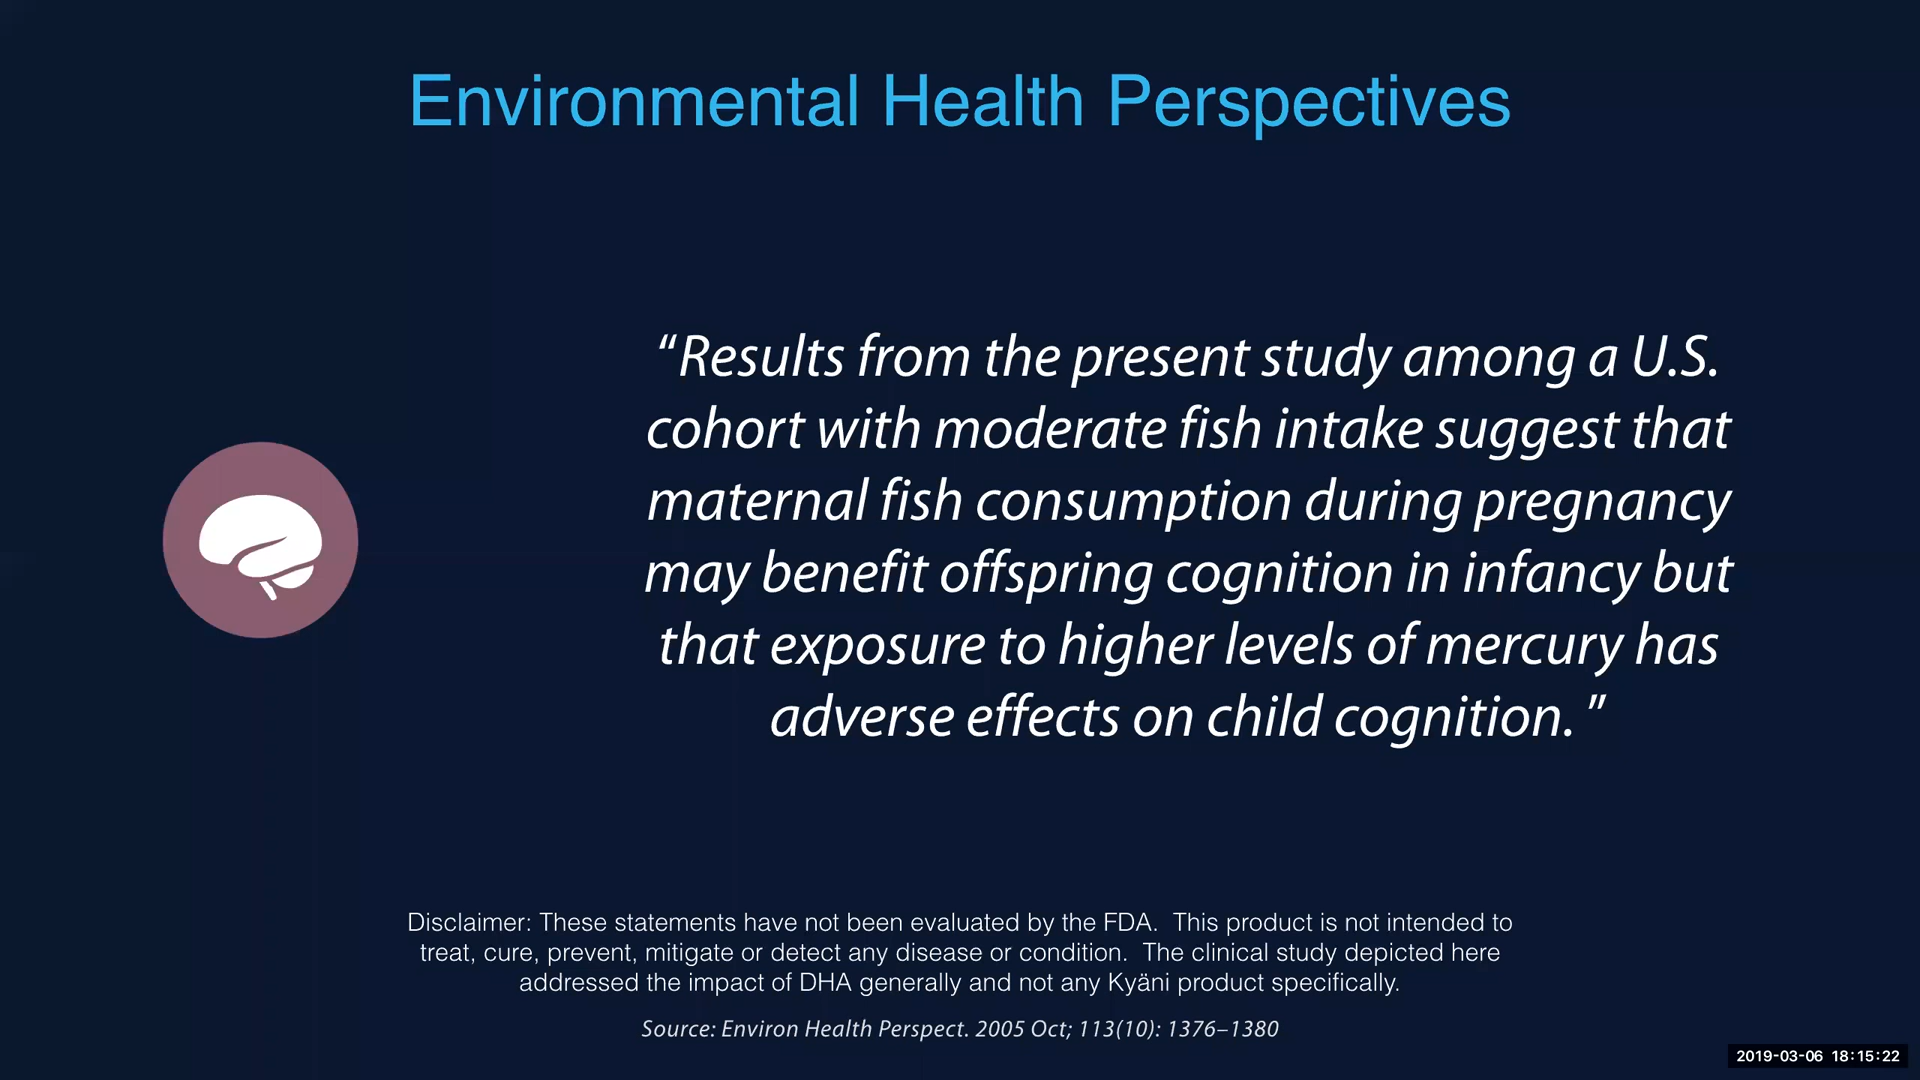 Environmental Health Perspectives
“Results from the present study among a U.S.
cohort with moderate fish intake suggest that
maternal fish consumption during pregnancy
may benefit offspring cognition in infancy but
that exposure to higher levels of mercury has
adverse effects on child cognition. ”
Disclaimer: These statements have not been evaluated by the FDA.  This product is not intended to
treat, cure, prevent, mitigate or detect any disease or condition.  The clinical study depicted here
addressed the impact of DHA generally and not any Kyäni product specifically.
Source: Environ Health Perspect. 2005 Oct; 113(10): 1376–1380
2019-03-06 18:15:22